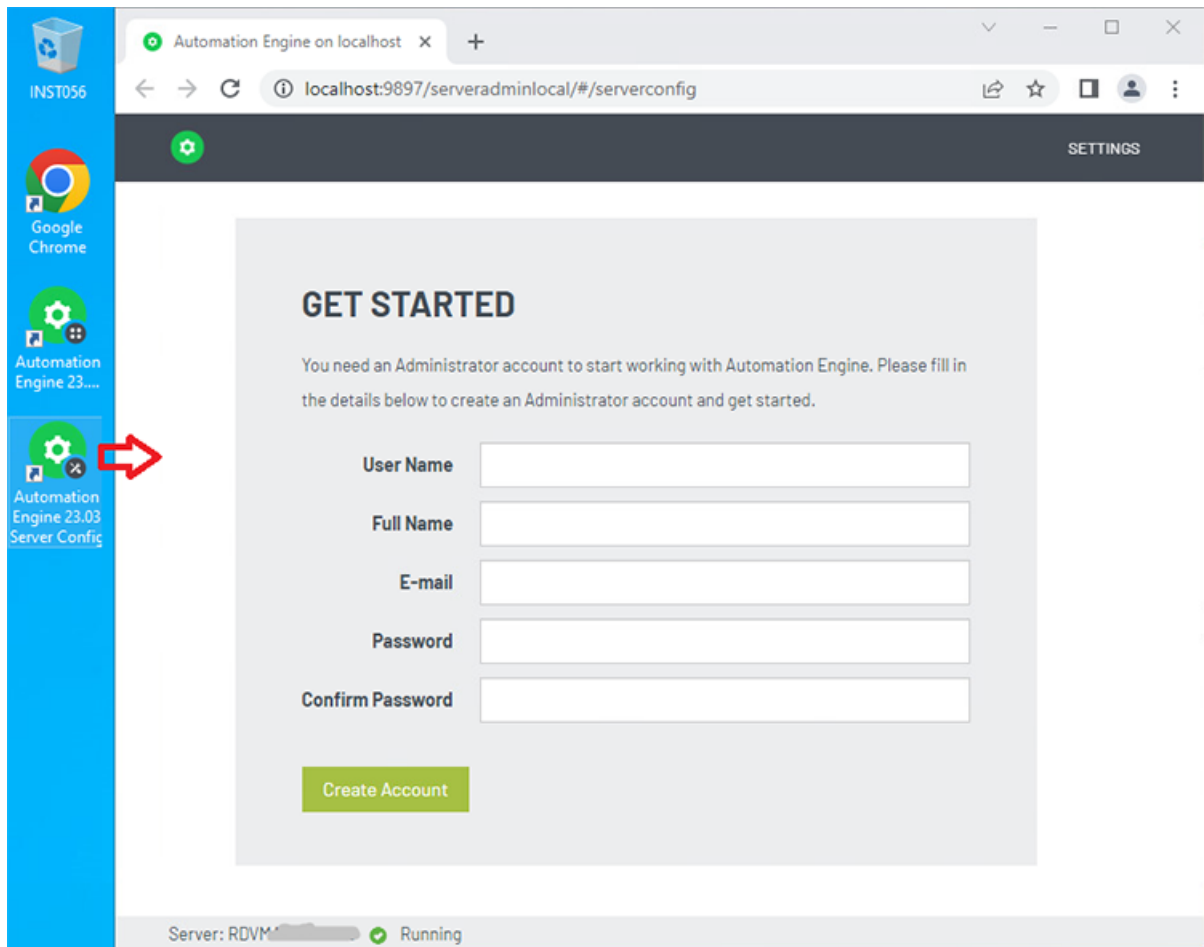 INST056
Google
Chrome
Automation
Engine 23....
Automation
Engine 23.03
Server Config
Automation Engine on localhost
localhost:9897/serveradminlocal/#/serverconfig
SETTINGS
GET STARTED
You need an Administrator account to start working with Automation Engine. Please fill in
the details below to create an Administrator account and get started.
User Name
Full Name
E-mail
Password
Confirm Password
Create Account
Server: RDVM Running